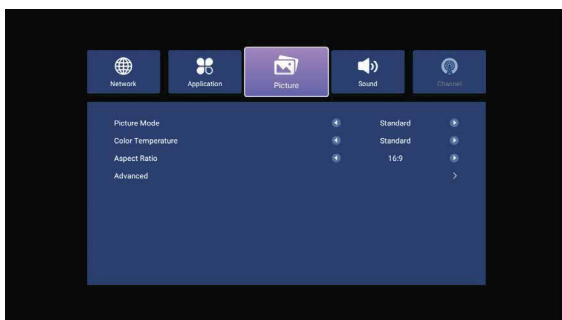 Network Application Picture Sound Channel
Picture Mode Standard
Color Temperature Standard
Aspect Ratio 16:9
Advanced